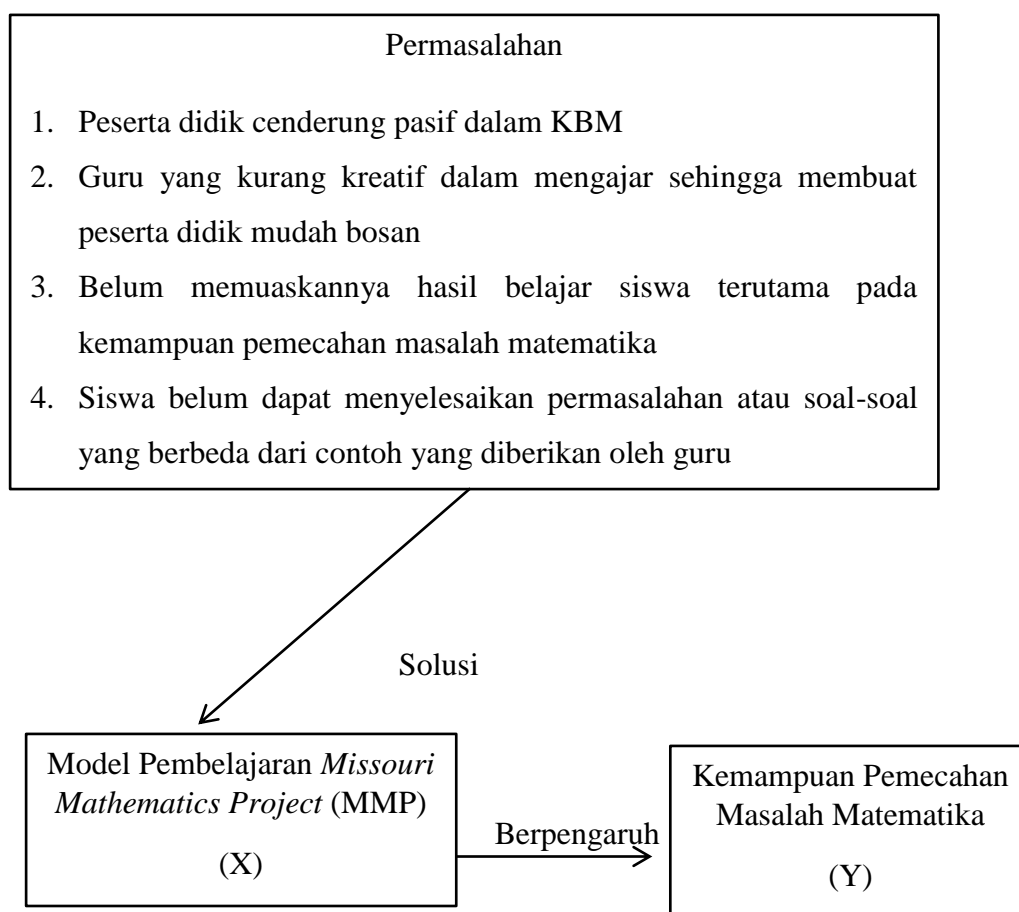 Permasalahan
1. Peserta didik cenderung pasif dalam KBM
2. Guru yang kurang kreatif dalam mengajar sehingga membuat
peserta didik mudah bosan
3. Belum memuaskannya hasil belajar siswa terutama pada
kemampuan pemecahan masalah matematika
4. Siswa belum dapat menyelesaikan permasalahan atau soal-soal
yang berbeda dari contoh yang diberikan oleh guru
Solusi
Model Pembelajaran Missouri
Mathematics Project (MMP)
(X)
Berpengaruh
Kemampuan Pemecahan
Masalah Matematika
(Y)